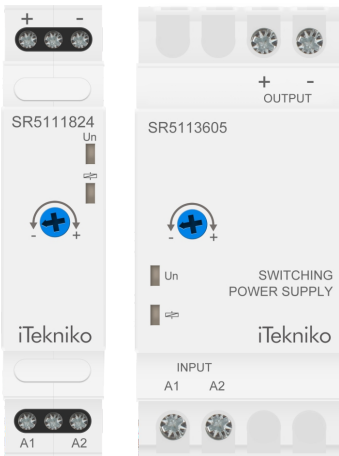 + -
SR5111824
Un
- +
iTekniko
A1 A2
+ -
OUTPUT
SR5113605
- +
Un
SWITCHING
POWER SUPPLY
iTekniko
INPUT
A1 A2